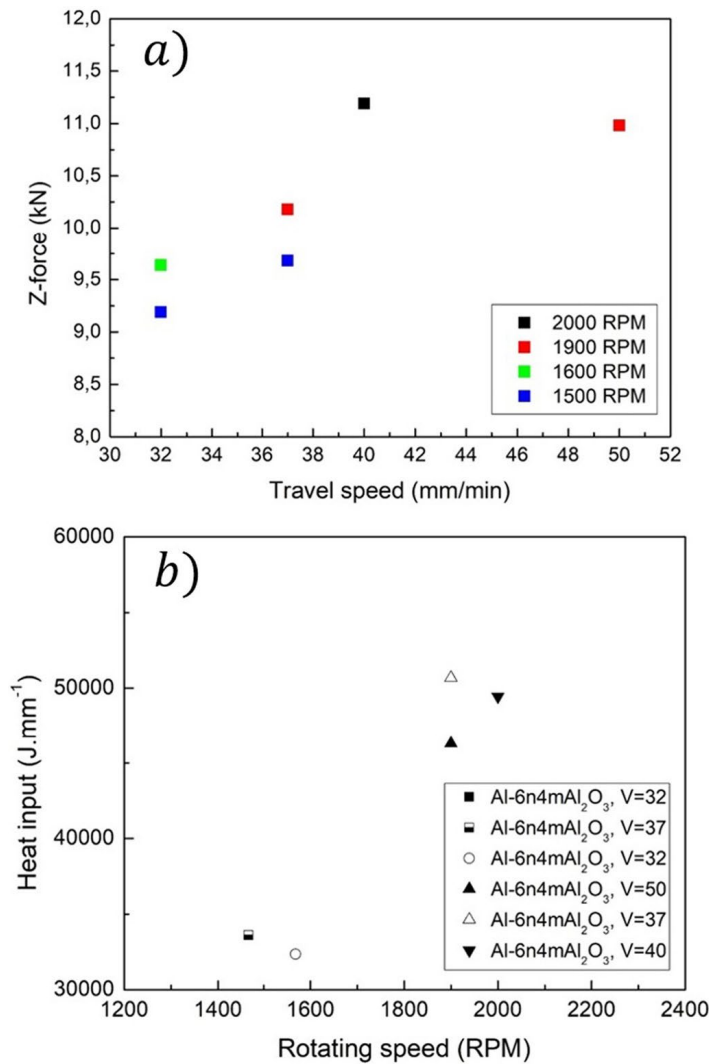 a)
12,0
11,5
11,0
10,5
10,0
9,5
9,0
8,5
8,0
Z-force (kN)
2000 RPM
1900 RPM
1600 RPM
1500 RPM
30 32 34 36 38 40 42 44 46 48 50 52
Travel speed (mm/min)
b)
60000
50000
40000
30000
Heat input (J.mm⁻¹)
Al-6n4mAl₂O₃, V=32
Al-6n4mAl₂O₃, V=37
Al-6n4mAl₂O₃, V=32
Al-6n4mAl₂O₃, V=50
Al-6n4mAl₂O₃, V=37
Al-6n4mAl₂O₃, V=40
1200 1400 1600 1800 2000 2200 2400
Rotating speed (RPM)